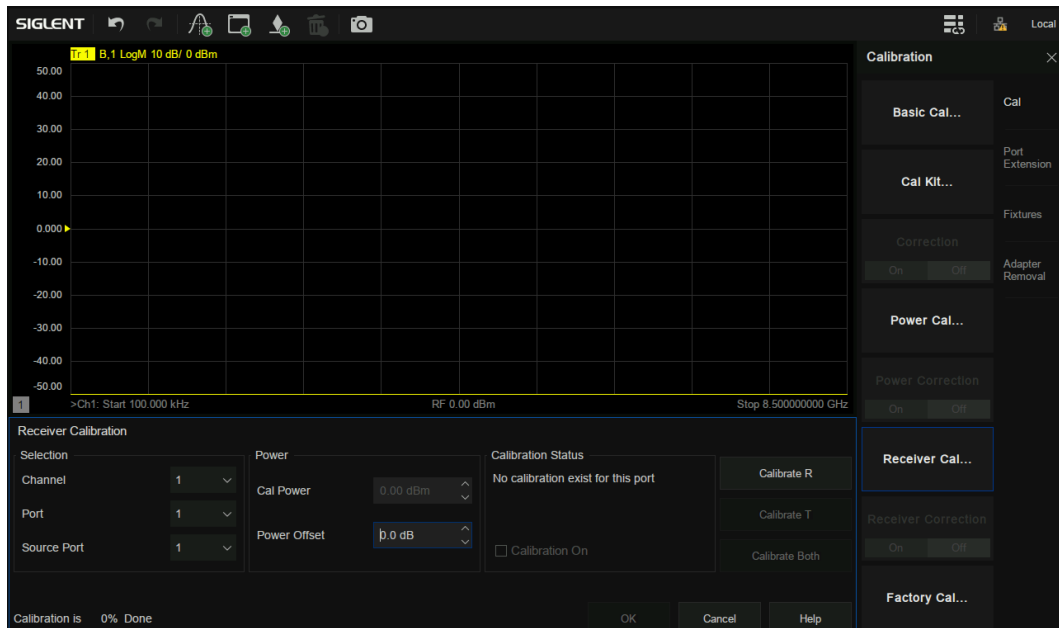 SIGLENT
Local
Tr 1 B,1 LogM 10 dB/ 0 dBm
50.00
40.00
30.00
20.00
10.00
0.000
-10.00
-20.00
-30.00
-40.00
-50.00
1
>Ch1: Start 100.000 kHz RF 0.00 dBm Stop 8.500000000 GHz
Calibration
Basic Cal...
Cal Kit...
Correction
On Off
Power Cal...
Power Correction
On Off
Receiver Cal...
Receiver Correction
On Off
Factory Cal...
Cal
Port
Extension
Fixtures
Adapter
Removal
Receiver Calibration
Selection
Channel 1
Port 1
Source Port 1
Power
Cal Power 0.00 dBm
Power Offset 0.0 dB
Calibration Status
No calibration exist for this port
Calibration On
Calibrate R
Calibrate T
Calibrate Both
Calibration is 0% Done
OK Cancel Help